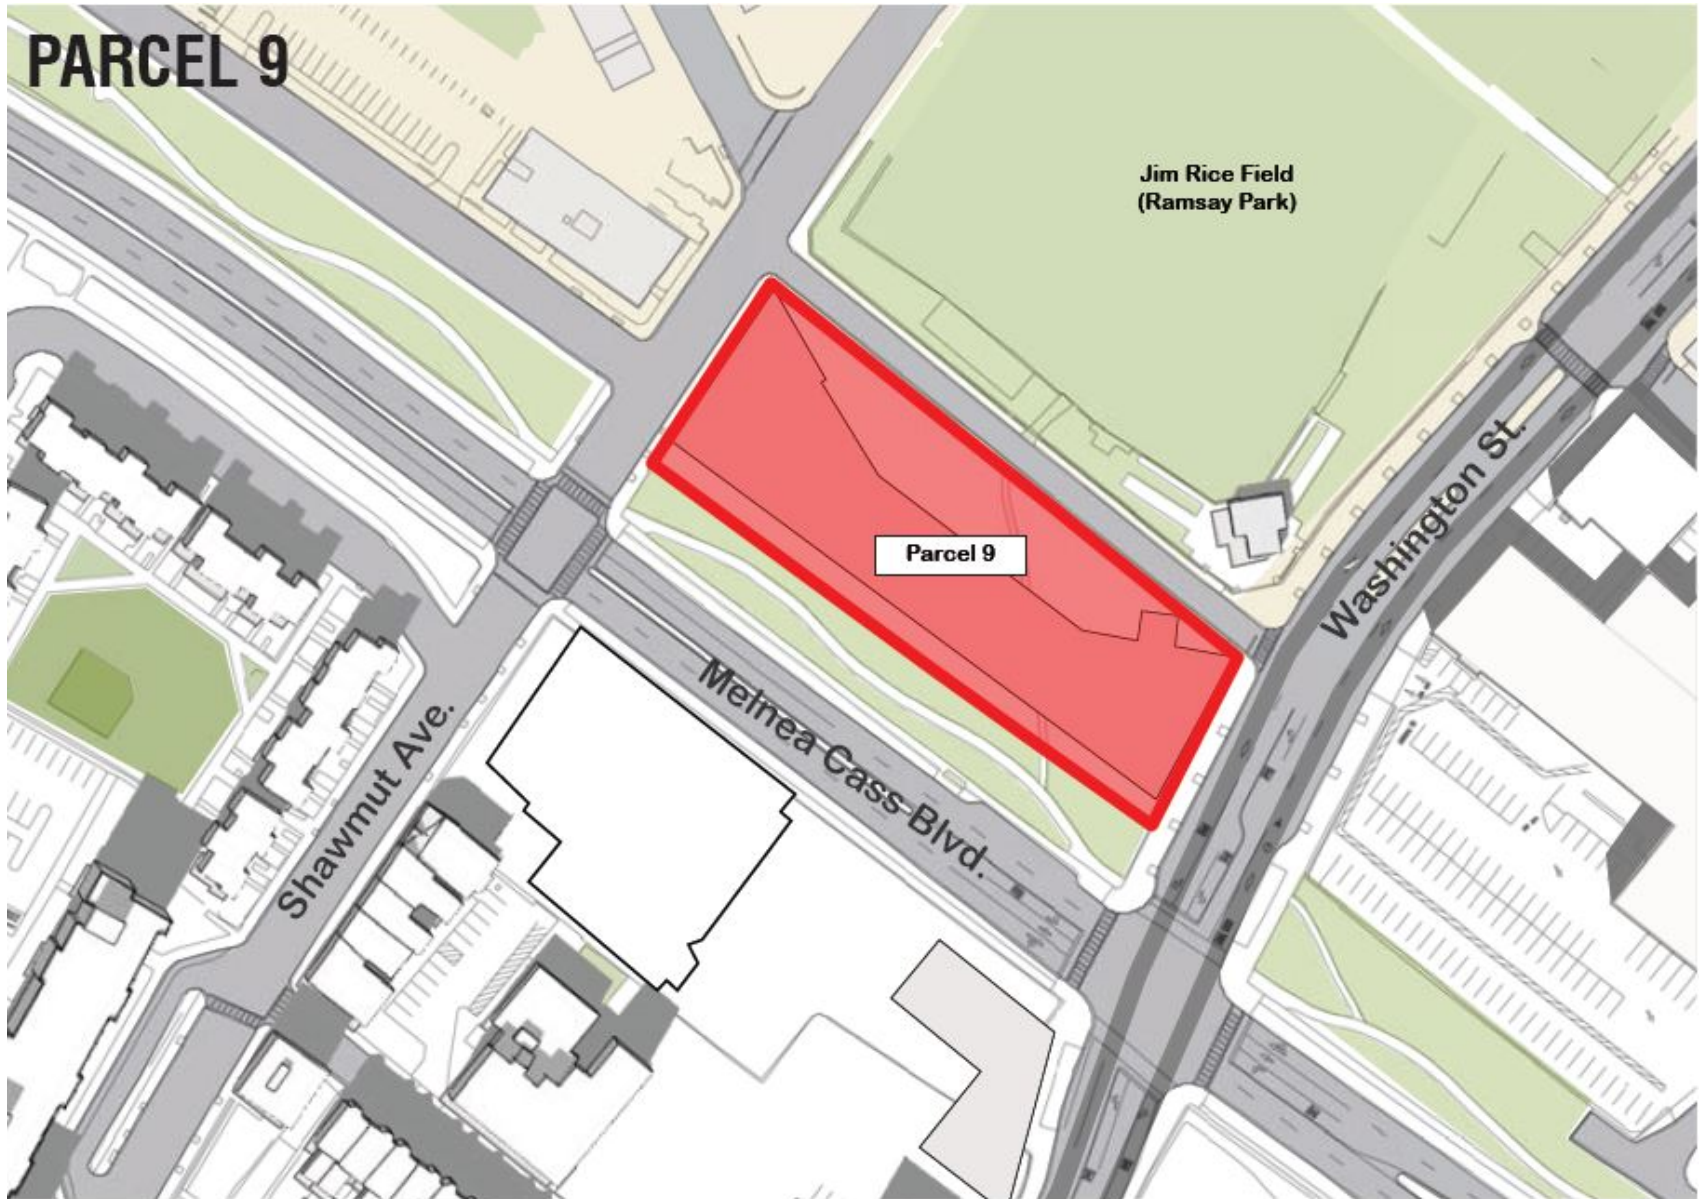 PARCEL 9
Jim Rice Field
(Ramsay Park)
Parcel 9
Washington St.
Melnea Cass Blvd.
Shawmut Ave.